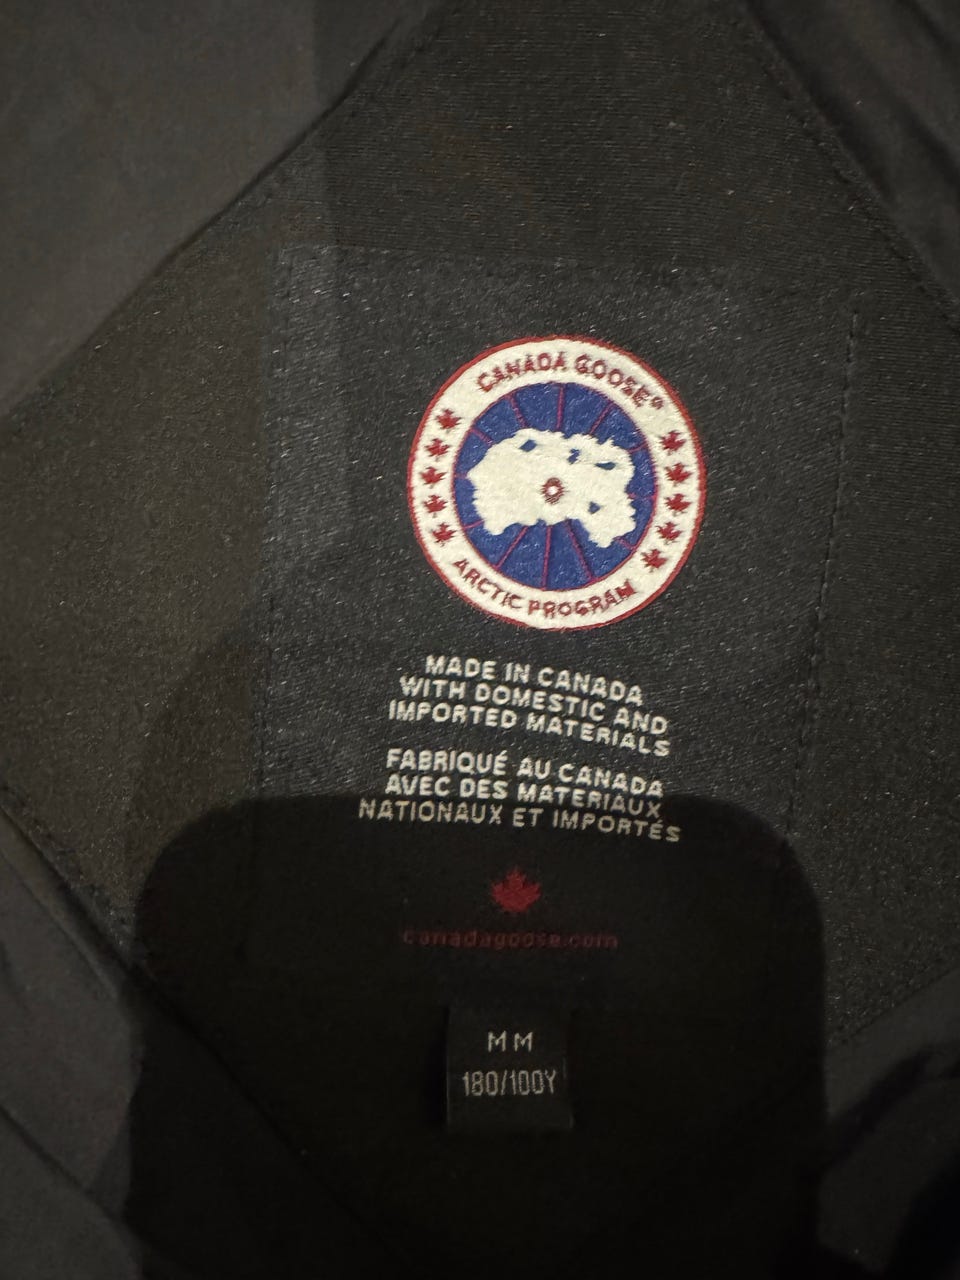 CANADA GOOSE®
ARCTIC PROGRAM
MADE IN CANADA
WITH DOMESTIC AND
IMPORTED MATERIALS
FABRIQUÉ AU CANADA
AVEC DES MATERIAUX
NATIONAUX ET IMPORTÉS
canadagoose.com
M M
180/100Y